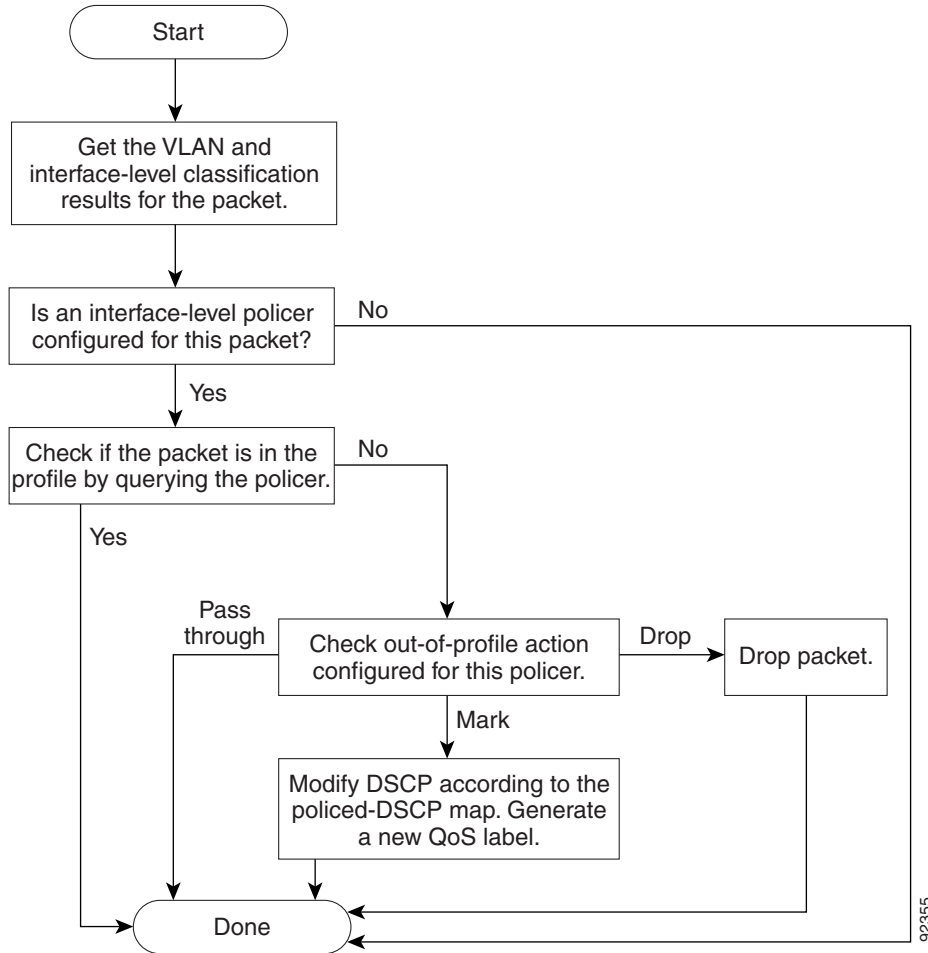 Start
Get the VLAN and
interface-level classification
results for the packet.
Is an interface-level policer
configured for this packet?
No
Yes
Check if the packet is in the
profile by querying the policer.
No
Yes
Pass
through
Check out-of-profile action
configured for this policer.
Drop
Drop packet.
Mark
Modify DSCP according to the
policed-DSCP map. Generate
a new QoS label.
Done
92355